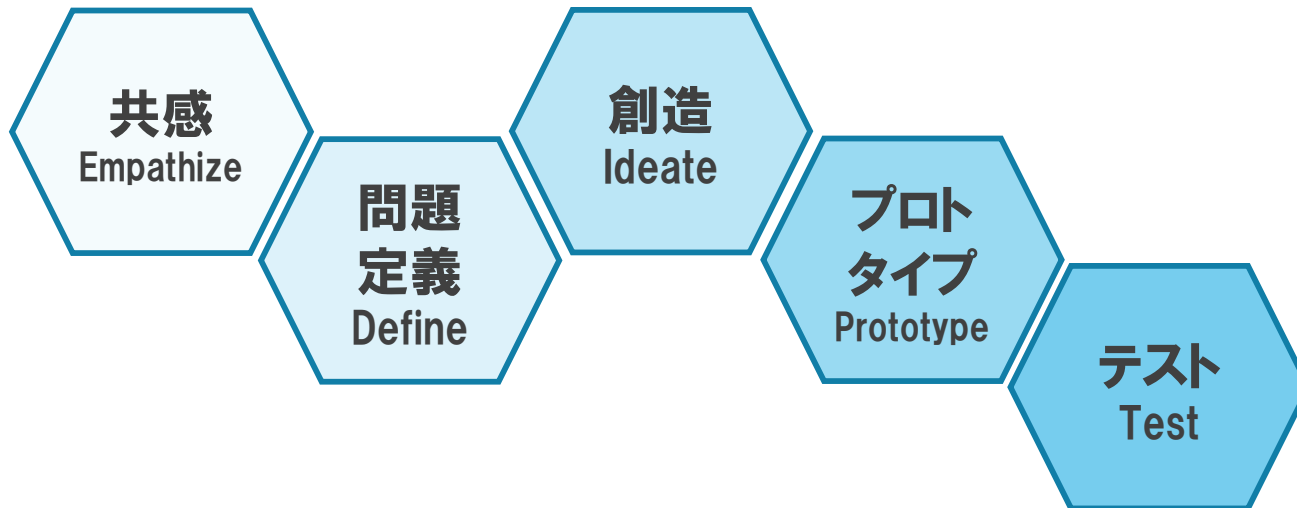 共感
Empathize
問題
定義
Define
創造
Ideate
プロト
タイプ
Prototype
テスト
Test